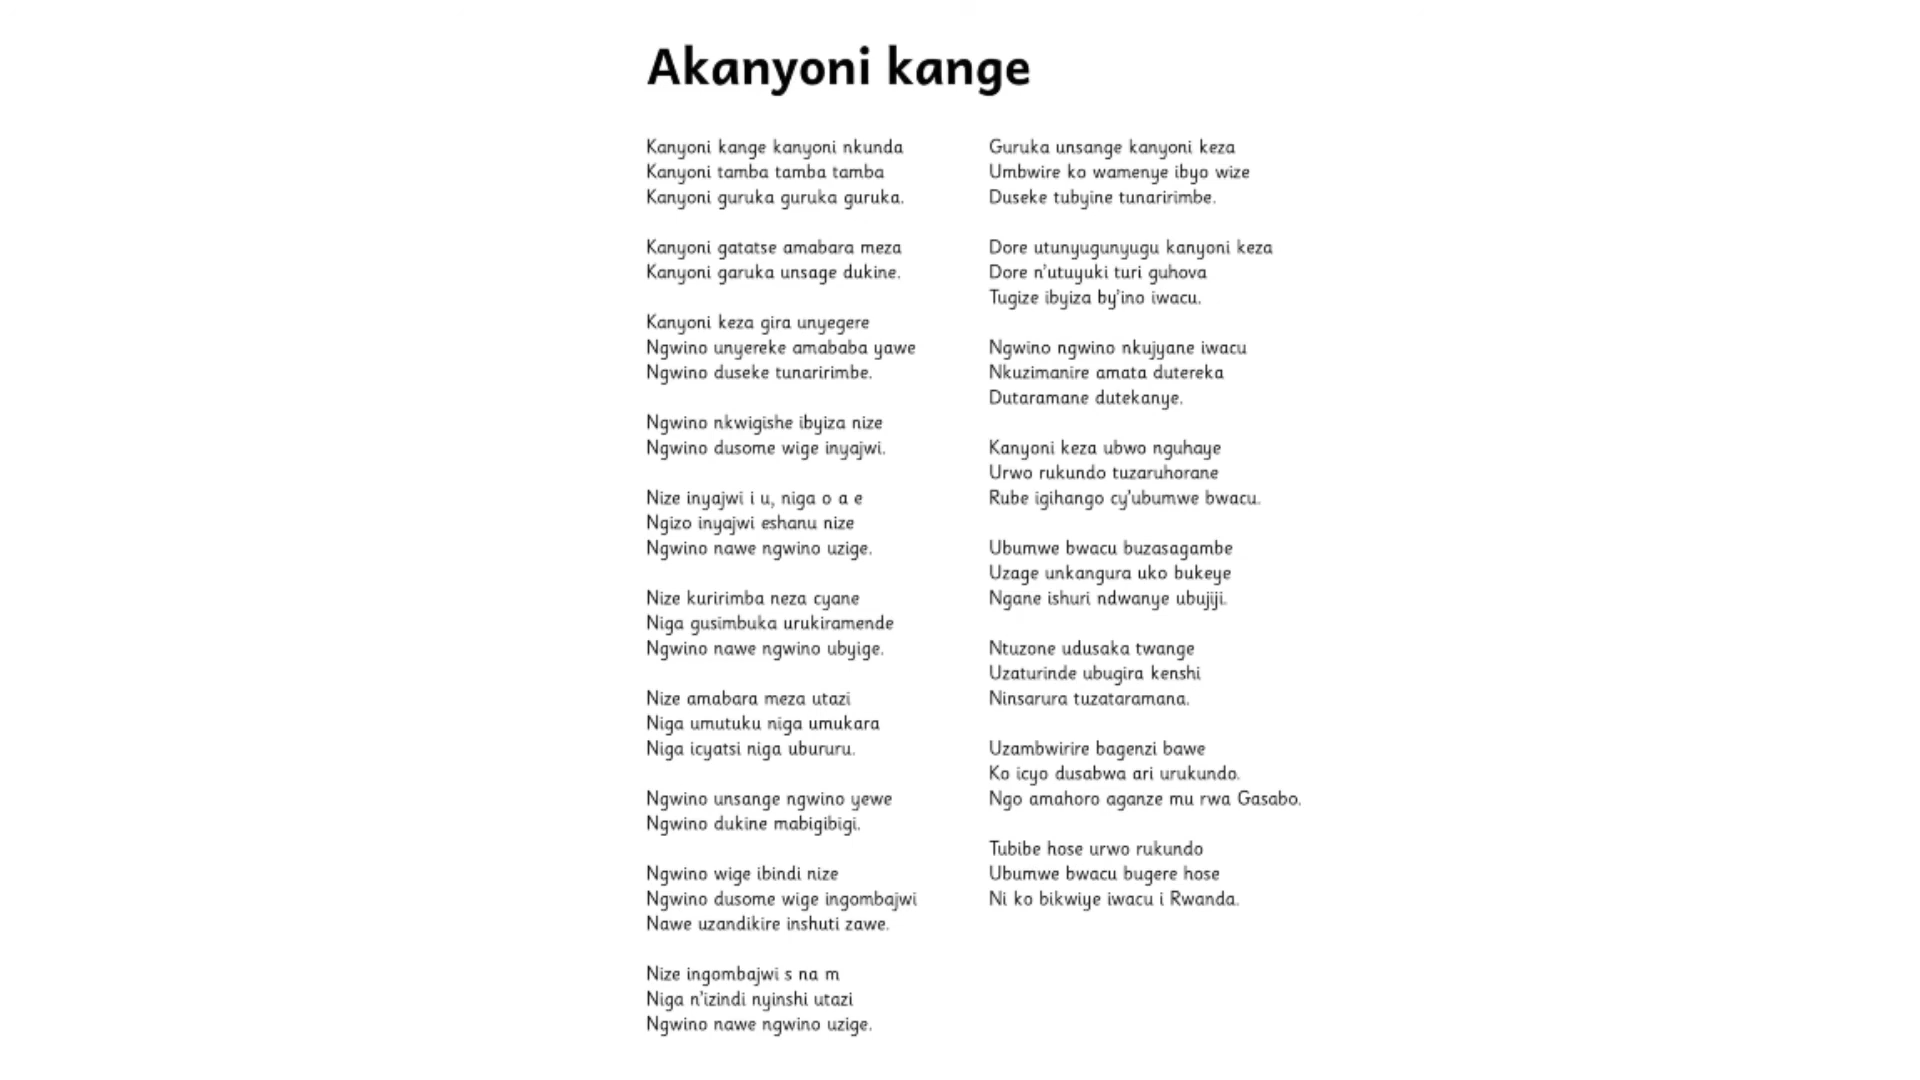 Akanyoni kange
Kanyoni kange kanyoni nkunda
Kanyoni tamba tamba tamba
Kanyoni guruka guruka guruka.
Kanyoni gatatse amabara meza
Kanyoni garuka unsage dukine.
Kanyoni keza gira unyegere
Ngwino unyereke amababa yawe
Ngwino duseke tunaririmbe.
Ngwino nkwigishe ibyiza nize
Ngwino dusome wige inyajwi.
Nize inyajwi i u, niga o a e
Ngizo inyajwi eshanu nize
Ngwino nawe ngwino uzige.
Nize kuririmba neza cyane
Niga gusimbuka urukiramende
Ngwino nawe ngwino ubyige.
Nize amabara meza utazi
Niga umutuku niga umukara
Niga icyatsi niga ubururu.
Ngwino unsange ngwino yewe
Ngwino dukine mabigibigi.
Ngwino wige ibindi nize
Ngwino dusome wige ingombajwi
Nawe uzandikire inshuti zawe.
Nize ingombajwi s na m
Niga n'izindi nyinshi utazi
Ngwino nawe ngwino uzige.
Guruka unsange kanyoni keza
Umbwire ko wamenye ibyo wize
Duseke tubyine tunaririmbe.
Dore utunyugunyugu kanyoni keza
Dore n'utuyuki turi guhova
Tugize ibyiza by'ino iwacu.
Ngwino ngwino nkujyane iwacu
Nkuzimanire amata dutereka
Dutaramane dutekanye.
Kanyoni keza ubwo nguhaye
Urwo rukundo tuzaruhorane
Rube igihango cy'ubumwe bwacu.
Ubumwe bwacu buzasagambe
Uzage unkangura uko bukeye
Ngane ishuri ndwanye ubujiji.
Ntuzone udusaka twange
Uzaturinde ubugira kenshi
Ninsarura tuzataramana.
Uzambwirire bagenzi bawe
Ko icyo dusabwa ari urukundo.
Ngo amahoro aganze mu rwa Gasabo.
Tubibe hose urwo rukundo
Ubumwe bwacu bugere hose
Ni ko bikwiye iwacu i Rwanda.